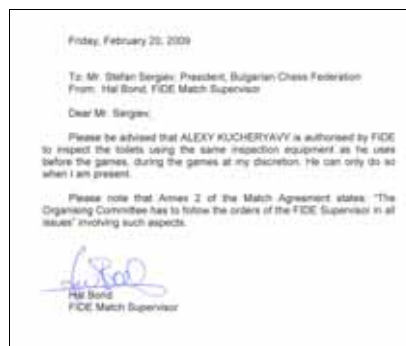 Friday, February 20, 2009
To: Mr. Stefan Sergiev, President, Bulgarian Chess Federation
From: Hal Bond, FIDE Match Supervisor
Dear Mr. Sergiev,
Please be advised that ALEXY KUCHERYAVY is authorised by FIDE
to inspect the toilets using the same inspection equipment as he uses
before the games, during the games at my discretion. He can only do so
when I am present.
Please note that Annex 2 of the Match Agreement states: "The
Organising Committee has to follow the orders of the FIDE Supervisor in all
issues" involving such aspects.
Hal Bond
FIDE Match Supervisor